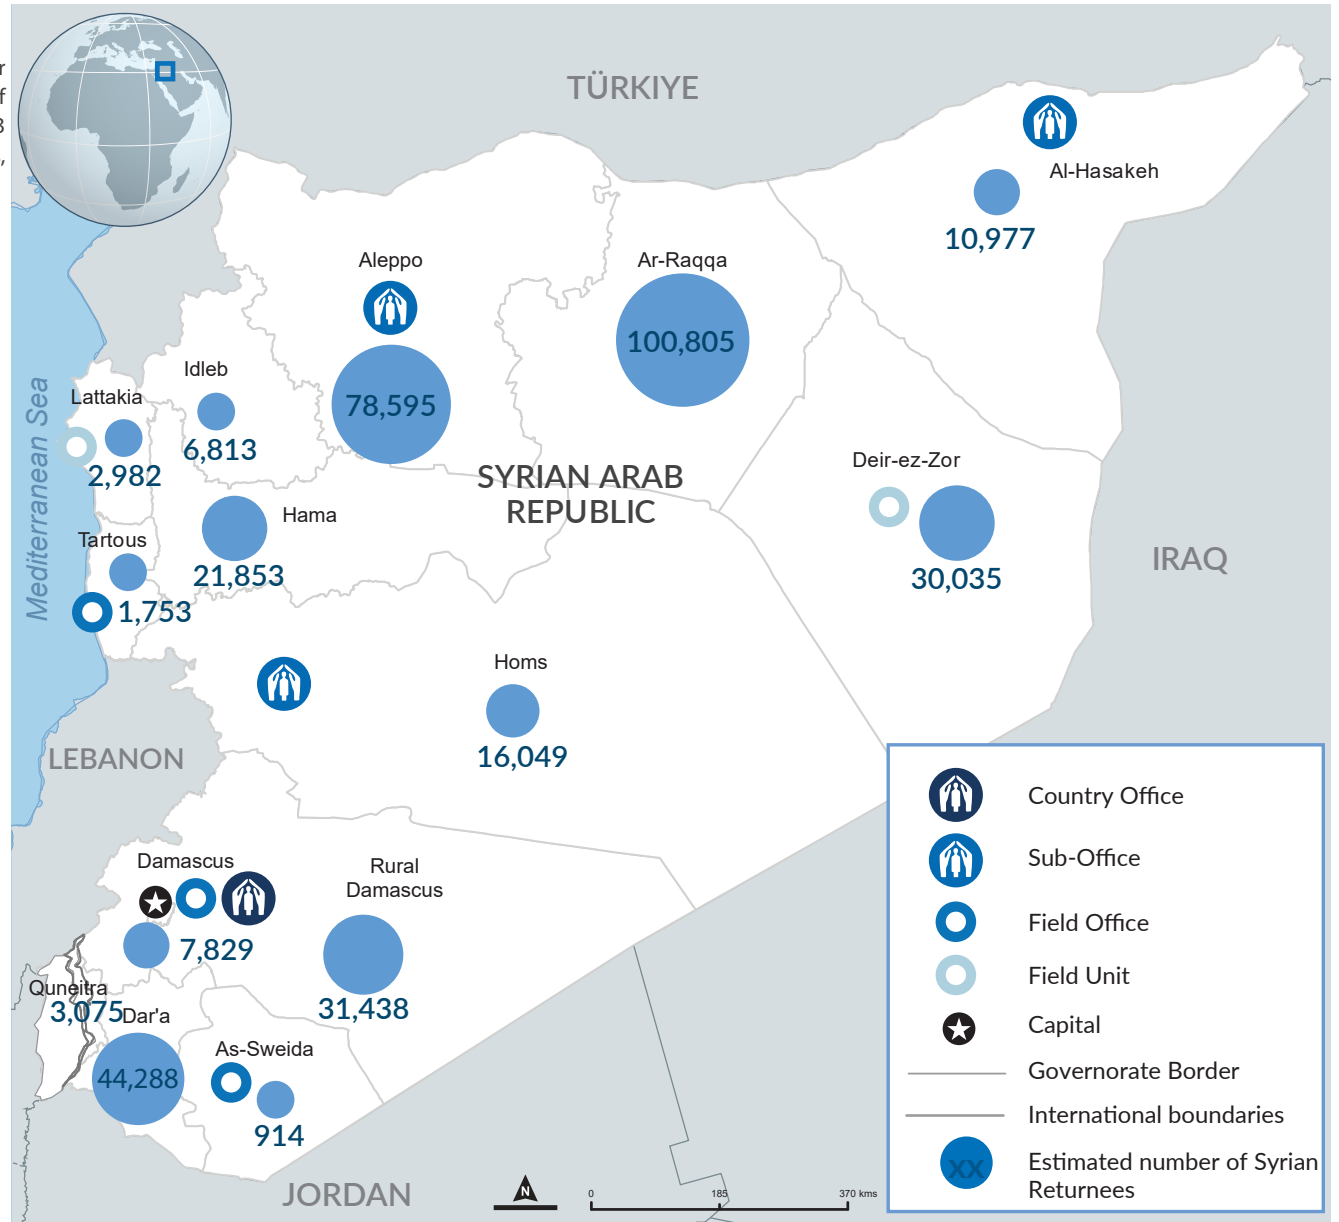 r
f
3
,
TÜRKIYE
Al-Hasakeh
10,977
Aleppo
78,595
Ar-Raqqa
100,805
Idleb
6,813
Lattakia
2,982
Mediterranean Sea
SYRIAN ARAB
REPUBLIC
Deir-ez-Zor
30,035
Hama
21,853
Tartous
1,753
IRAQ
Homs
16,049
LEBANON
Damascus
7,829
Rural
Damascus
31,438
Quneitra
3,075
Dar'a
44,288
As-Sweida
914
JORDAN
N
0 185 370 kms
Country Office
Sub-Office
Field Office
Field Unit
Capital
Governorate Border
International boundaries
XX
Estimated number of Syrian
Returnees